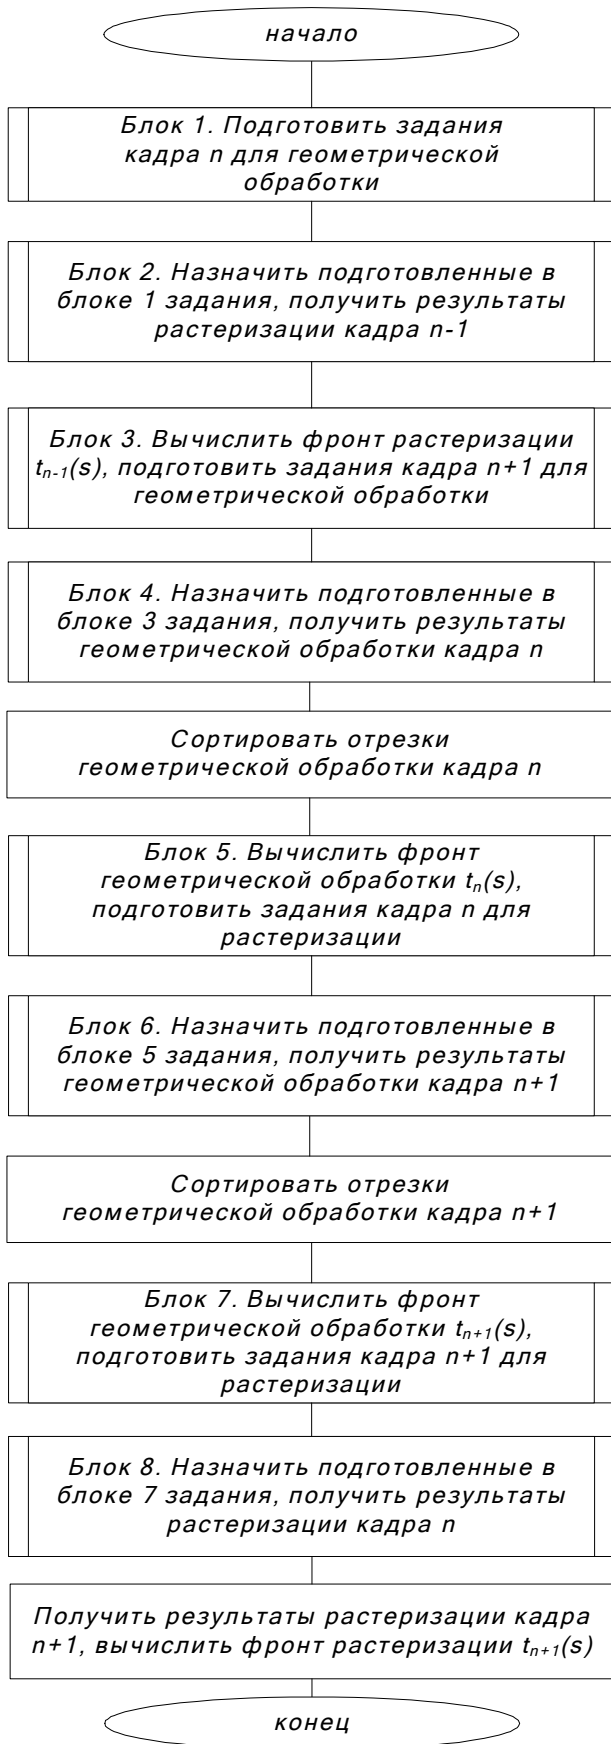 начало
Блок 1. Подготовить задания
кадра n для геометрической
обработки
Блок 2. Назначить подготовленные в
блоке 1 задания, получить результаты
растеризации кадра n-1
Блок 3. Вычислить фронт растеризации
tn-1(s), подготовить задания кадра n+1 для
геометрической обработки
Блок 4. Назначить подготовленные в
блоке 3 задания, получить результаты
геометрической обработки кадра n
Сортировать отрезки
геометрической обработки кадра n
Блок 5. Вычислить фронт
геометрической обработки tn(s),
подготовить задания кадра n для
растеризации
Блок 6. Назначить подготовленные в
блоке 5 задания, получить результаты
геометрической обработки кадра n+1
Сортировать отрезки
геометрической обработки кадра n+1
Блок 7. Вычислить фронт
геометрической обработки tn+1(s),
подготовить задания кадра n+1 для
растеризации
Блок 8. Назначить подготовленные в
блоке 7 задания, получить результаты
растеризации кадра n
Получить результаты растеризации кадра
n+1, вычислить фронт растеризации tn+1(s)
конец